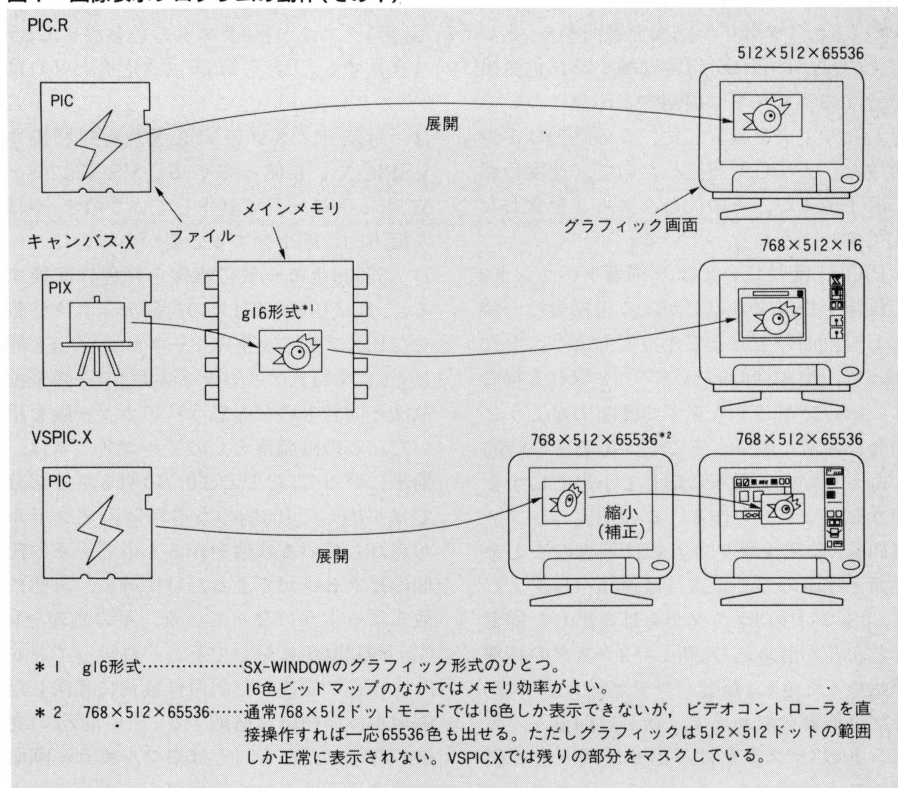 PIC.R
512×512×65536
PIC
展開
メインメモリ
ファイル
グラフィック画面
キャンバス.X
768×512×16
PIX
g16形式*¹
VSPIC.X
768×512×65536*²
768×512×65536
PIC
縮小
(補正)
展開
*1 g16形式……………………SX-WINDOWのグラフィック形式のひとつ。
16色ビットマップのなかではメモリ効率がよい。
*2 768×512×65536……通常768×512ドットモードでは16色しか表示できないが，ビデオコントローラを直
接操作すれば一応65536色も出せる。ただしグラフィックは512×512ドットの範囲
しか正常に表示されない。VSPIC.Xでは残りの部分をマスクしている。